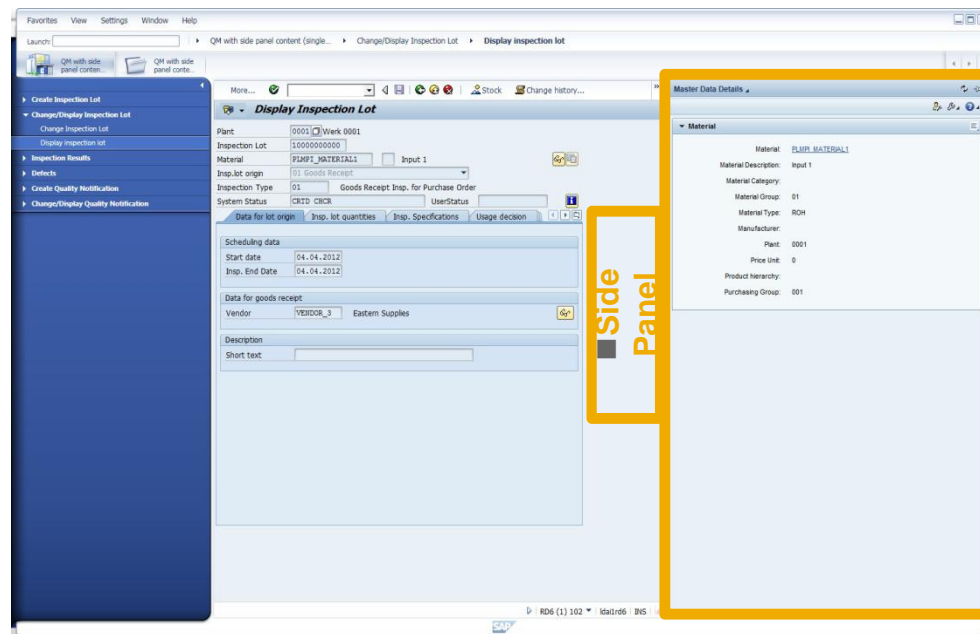 Favorites View Settings Window Help
Launch:
QM with side panel content (single... Change/Display Inspection Lot Display inspection lot
QM with side panel conten...
QM with side panel conte...
Create Inspection Lot
Change/Display Inspection Lot
Change Inspection Lot
Display inspection lot
Inspection Results
Defects
Create Quality Notification
Change/Display Quality Notification
More... Stock Change history...
Display Inspection Lot
Plant 0001 Werk 0001
Inspection Lot 10000000000
Material PLMPI_MATERIAL1 Input 1
Insp.lot origin 01 Goods Receipt
Inspection Type 01 Goods Receipt Insp. for Purchase Order
System Status CRTD CHCR UserStatus
Data for lot origin Insp. lot quantities Insp. Specifications Usage decision
Scheduling data
Start date 04.04.2012
Insp. End Date 04.04.2012
Data for goods receipt
Vendor VENDOR_3 Eastern Supplies
Description
Short text
Side
Panel
Master Data Details
Material
Material: PLMPI_MATERIAL1
Material Description: Input 1
Material Category:
Material Group: 01
Material Type: ROH
Manufacturer:
Plant: 0001
Price Unit: 0
Product hierarchy:
Purchasing Group: 001
RD6 (1) 102 ldai1rd6 INS
SAP